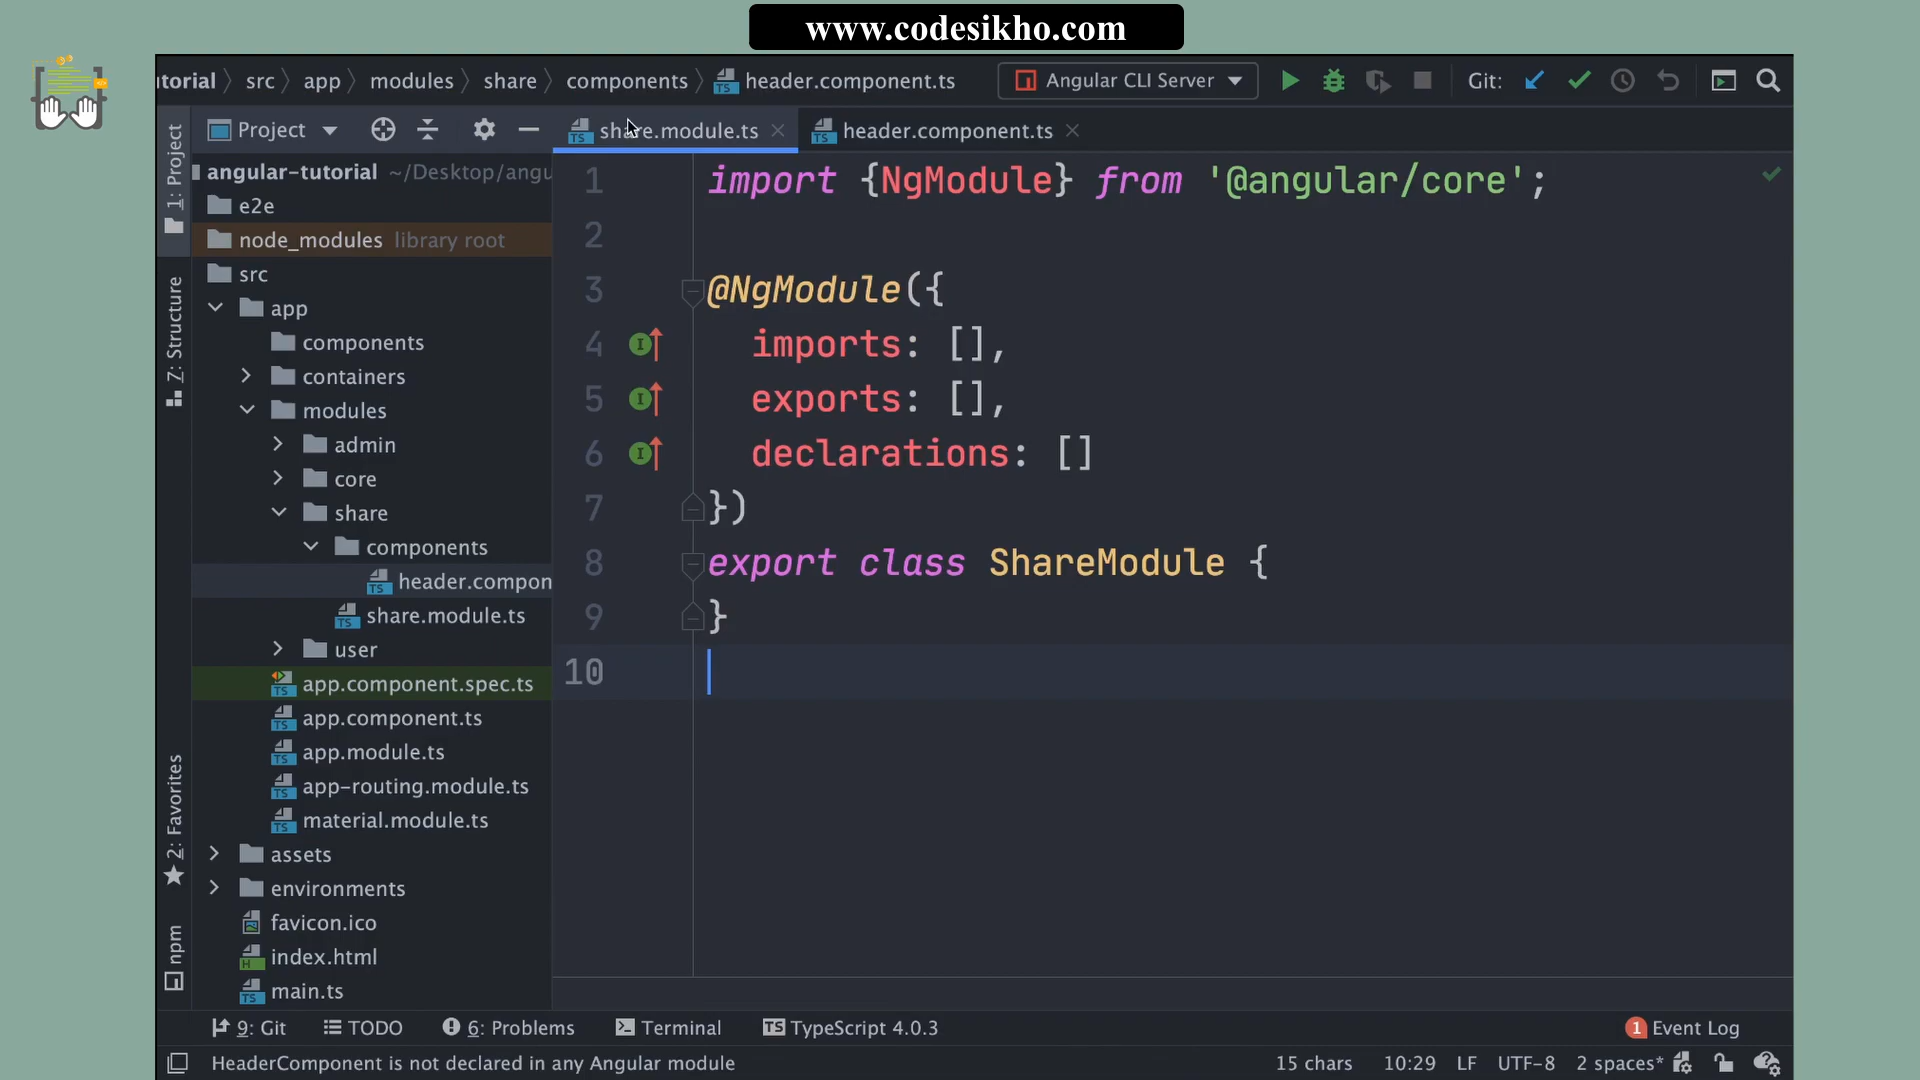 www.codesikho.com
utorial src app modules share components header.component.ts Angular CLI Server Git:
1: Project
Project
share.module.ts
header.component.ts
angular-tutorial ~/Desktop/angu
e2e
node_modules library root
src
app
components
containers
modules
admin
core
share
components
header.compon
share.module.ts
user
app.component.spec.ts
app.component.ts
app.module.ts
app-routing.module.ts
material.module.ts
assets
environments
favicon.ico
index.html
main.ts
Z: Structure
2: Favorites
npm
1 import {NgModule} from '@angular/core';
2
3 @NgModule({
4 imports: [],
5 exports: [],
6 declarations: []
7 })
8 export class ShareModule {
9 }
10
9: Git TODO 6: Problems Terminal TypeScript 4.0.3 1 Event Log
HeaderComponent is not declared in any Angular module 15 chars 10:29 LF UTF-8 2 spaces*